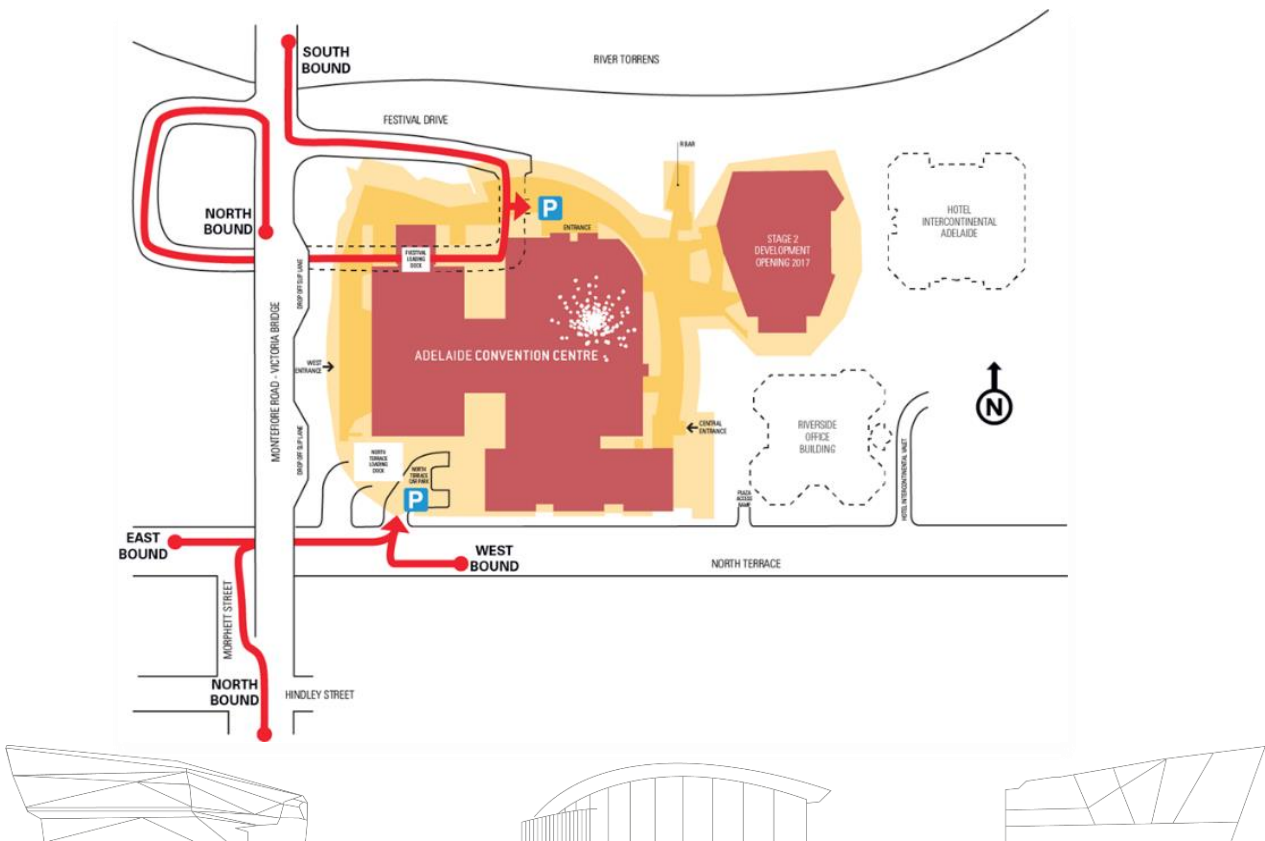 SOUTH
BOUND
RIVER TORRENS
FESTIVAL DRIVE
R BAR
NORTH
BOUND
P
ENTRANCE
HOTEL
INTERCONTINENTAL
ADELAIDE
STAGE 2
DEVELOPMENT
OPENING 2017
FESTIVAL
LOADING
DOCK
DROP OFF SLIP LANE
MONTEFIORE ROAD - VICTORIA BRIDGE
ADELAIDE CONVENTION CENTRE
WEST
ENTRANCE
N
CENTRAL
ENTRANCE
RIVERSIDE
OFFICE
BUILDING
DROP OFF SLIP LANE
NORTH
TERRACE
LOADING
DOCK
NORTH
TERRACE
CAR PARK
P
PLAZA
ACCESS
RAMP
HOTEL INTERCONTINENTAL VALET
EAST
BOUND
WEST
BOUND
NORTH TERRACE
MORPHETT STREET
NORTH
BOUND
HINDLEY STREET